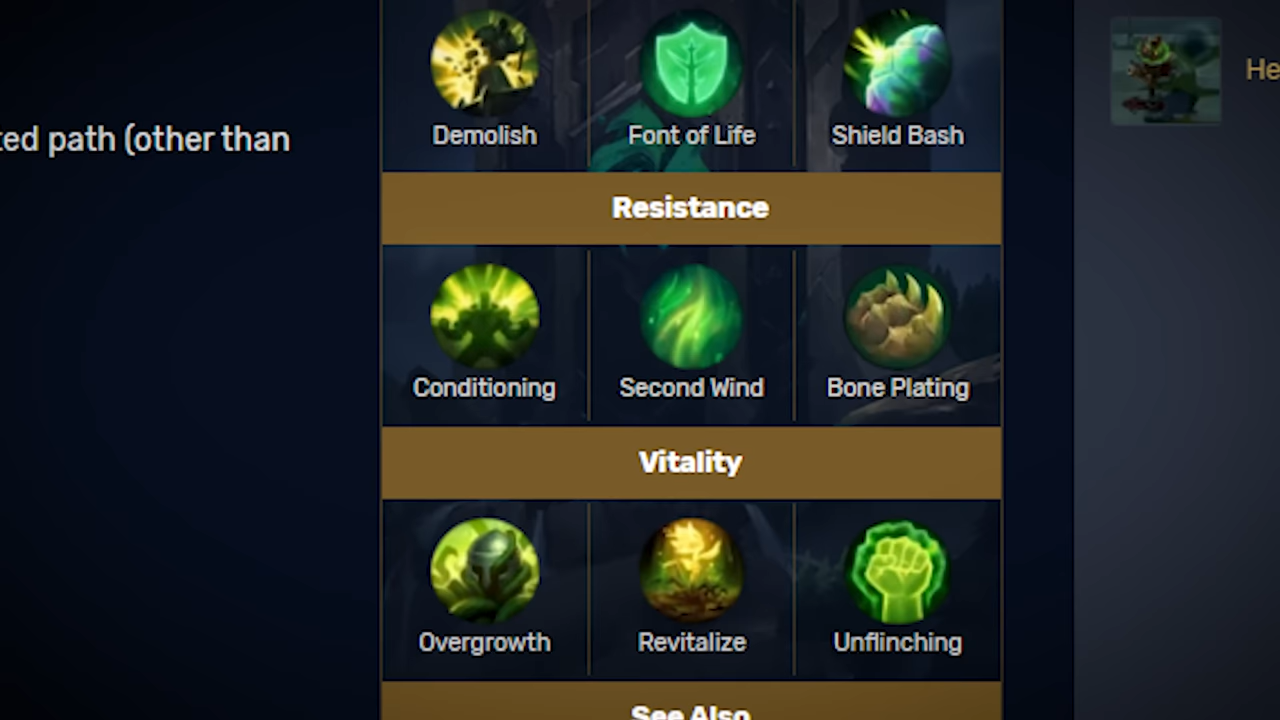 ted path (other than
Demolish
Font of Life
Shield Bash
Resistance
Conditioning
Second Wind
Bone Plating
Vitality
Overgrowth
Revitalize
Unflinching
See Also
He